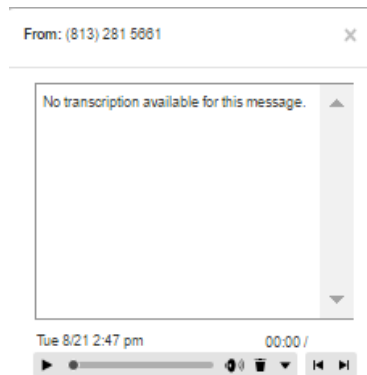 From: (813) 281 5661
No transcription available for this message.
Tue 8/21 2:47 pm
00:00 /